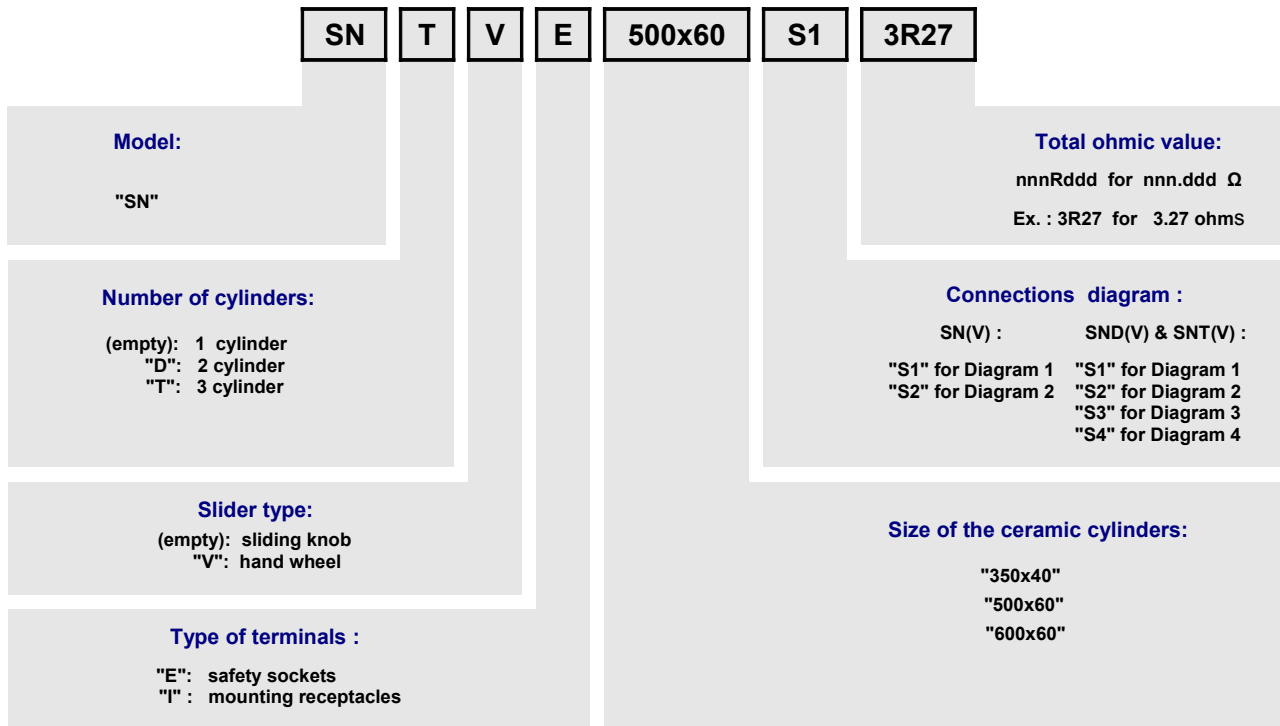 SN T V E 500x60 S1 3R27
Model:
"SN"
Total ohmic value:
nnnRddd for nnn.ddd Ω
Ex. : 3R27 for 3.27 ohms
Number of cylinders:
(empty): 1 cylinder
"D": 2 cylinder
"T": 3 cylinder
Connections diagram :
SN(V) : SND(V) & SNT(V) :
"S1" for Diagram 1 "S1" for Diagram 1
"S2" for Diagram 2 "S2" for Diagram 2
"S3" for Diagram 3
"S4" for Diagram 4
Slider type:
(empty): sliding knob
"V": hand wheel
Size of the ceramic cylinders:
"350x40"
"500x60"
"600x60"
Type of terminals :
"E": safety sockets
"I" : mounting receptacles